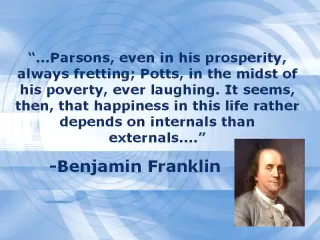 “...Parsons, even in his prosperity,
always fretting; Potts, in the midst of
his poverty, ever laughing. It seems,
then, that happiness in this life rather
depends on internals than
externals....”
-Benjamin Franklin